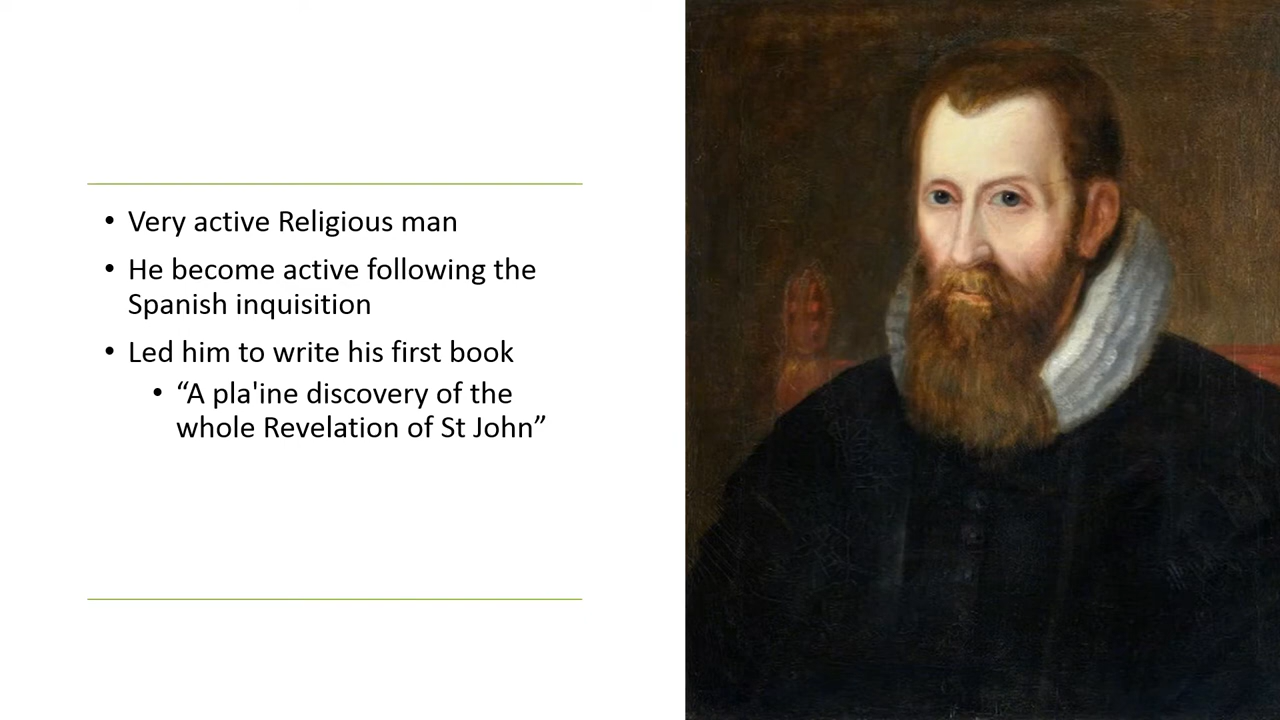 • Very active Religious man
• He become active following the
Spanish inquisition
• Led him to write his first book
• “A pla'ine discovery of the
whole Revelation of St John”